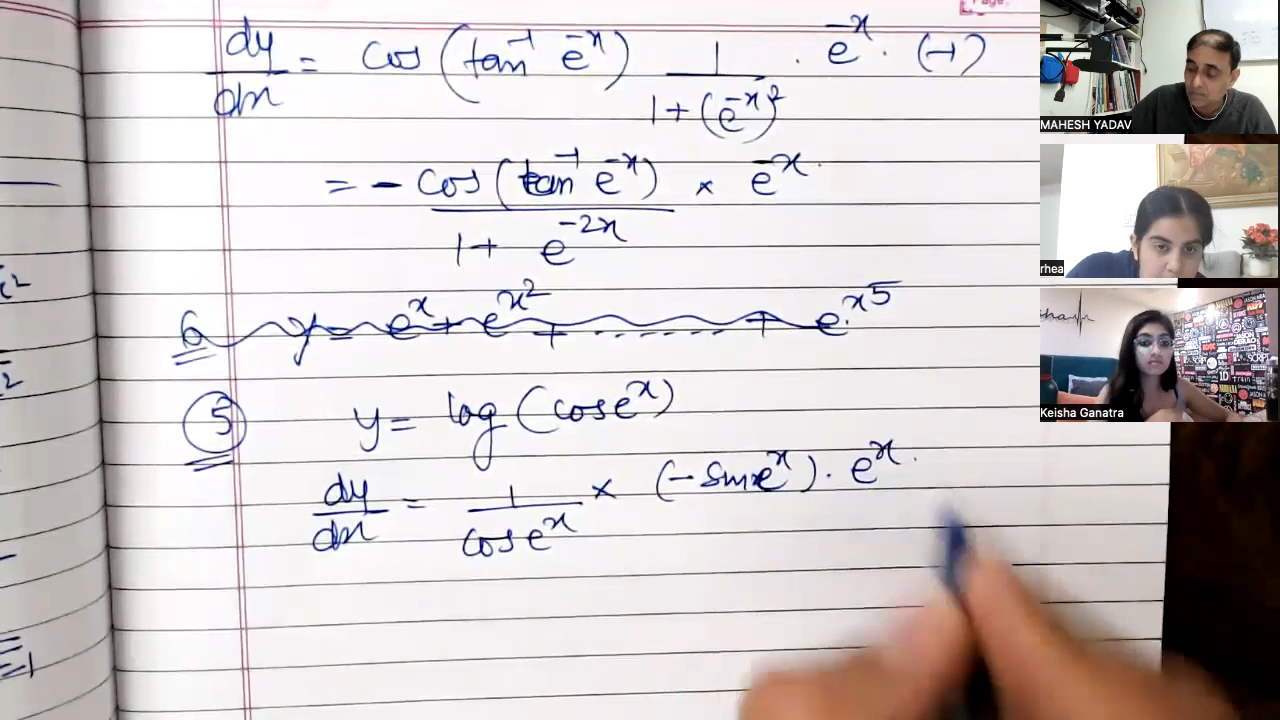 dy/dx = cos(tan⁻¹ e⁻ˣ) 1/(1+(e⁻ˣ)²) · e⁻ˣ · (-1)
= - cos(tan⁻¹ e⁻ˣ)/(1+ e⁻²ˣ) × e⁻ˣ.
6 y = eˣ + e^x² + ------ + e^x⁵
5 y = log(cos eˣ)
dy/dx = 1/(cos eˣ) × (- sin eˣ) · eˣ.
MAHESH YADAV
rhea
Keisha Ganatra